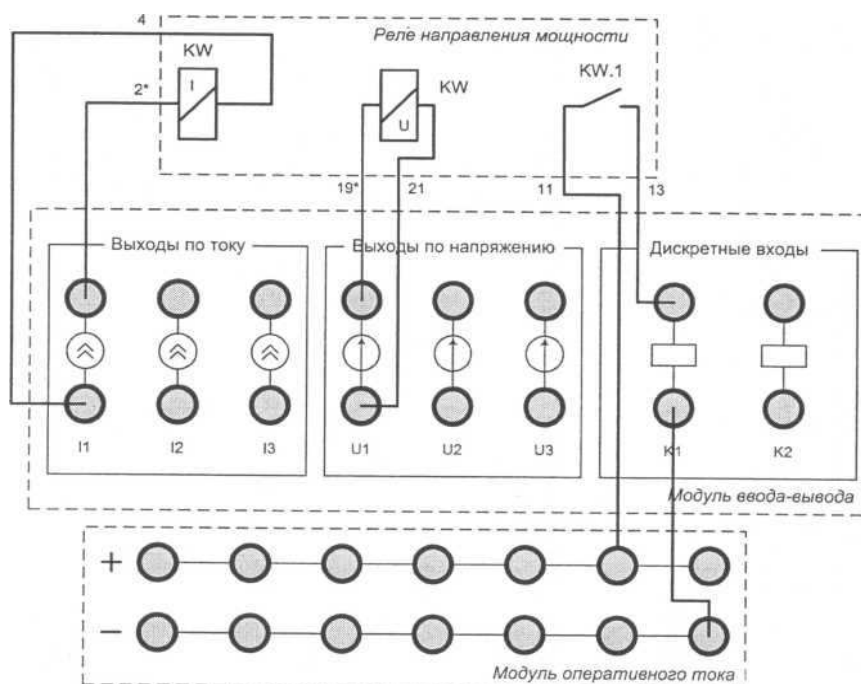 4
Реле направления мощности
KW
KW.1
I
2*
KW
U
19*
21
11
13
Выходы по току
Выходы по напряжению
Дискретные входы
I1
I2
I3
U1
U2
U3
K1
K2
Модуль ввода-вывода
+
−
Модуль оперативного тока